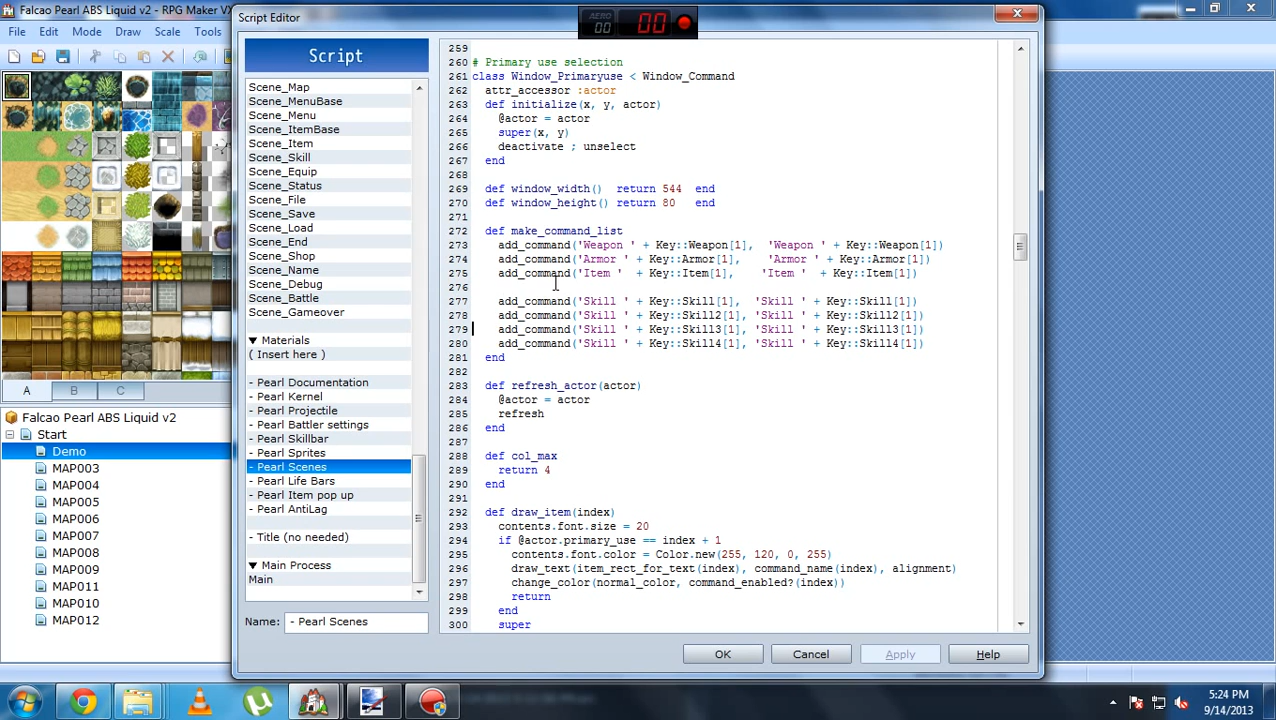 Falcao Pearl ABS Liquid v2 - RPG Maker VX
File Edit Mode Draw Scale Tools
A B C
Falcao Pearl ABS Liquid v2
Start
Demo
MAP003
MAP004
MAP005
MAP006
MAP007
MAP008
MAP009
MAP011
MAP010
MAP012
Script Editor
AERO
00
00
Script
Scene_Map
Scene_MenuBase
Scene_Menu
Scene_ItemBase
Scene_Item
Scene_Skill
Scene_Equip
Scene_Status
Scene_File
Scene_Save
Scene_Load
Scene_End
Scene_Shop
Scene_Name
Scene_Debug
Scene_Battle
Scene_Gameover
▼ Materials
( Insert here )
- Pearl Documentation
- Pearl Kernel
- Pearl Projectile
- Pearl Battler settings
- Pearl Skillbar
- Pearl Sprites
- Pearl Scenes
- Pearl Life Bars
- Pearl Item pop up
- Pearl AntiLag
- Title (no needed)
▼ Main Process
Main
Name: - Pearl Scenes
259
260 # Primary use selection
261 class Window_Primaryuse < Window_Command
262 attr_accessor :actor
263 def initialize(x, y, actor)
264 @actor = actor
265 super(x, y)
266 deactivate ; unselect
267 end
268
269 def window_width() return 544 end
270 def window_height() return 80 end
271
272 def make_command_list
273 add_command('Weapon ' + Key::Weapon[1], 'Weapon ' + Key::Weapon[1])
274 add_command('Armor ' + Key::Armor[1], 'Armor ' + Key::Armor[1])
275 add_command('Item ' + Key::Item[1], 'Item ' + Key::Item[1])
276
277 add_command('Skill ' + Key::Skill[1], 'Skill ' + Key::Skill[1])
278 add_command('Skill ' + Key::Skill2[1], 'Skill ' + Key::Skill2[1])
279 add_command('Skill ' + Key::Skill3[1], 'Skill ' + Key::Skill3[1])
280 add_command('Skill ' + Key::Skill4[1], 'Skill ' + Key::Skill4[1])
281 end
282
283 def refresh_actor(actor)
284 @actor = actor
285 refresh
286 end
287
288 def col_max
289 return 4
290 end
291
292 def draw_item(index)
293 contents.font.size = 20
294 if @actor.primary_use == index + 1
295 contents.font.color = Color.new(255, 120, 0, 255)
296 draw_text(item_rect_for_text(index), command_name(index), alignment)
297 change_color(normal_color, command_enabled?(index))
298 return
299 end
300 super
OK Cancel Apply Help
5:24 PM
9/14/2013